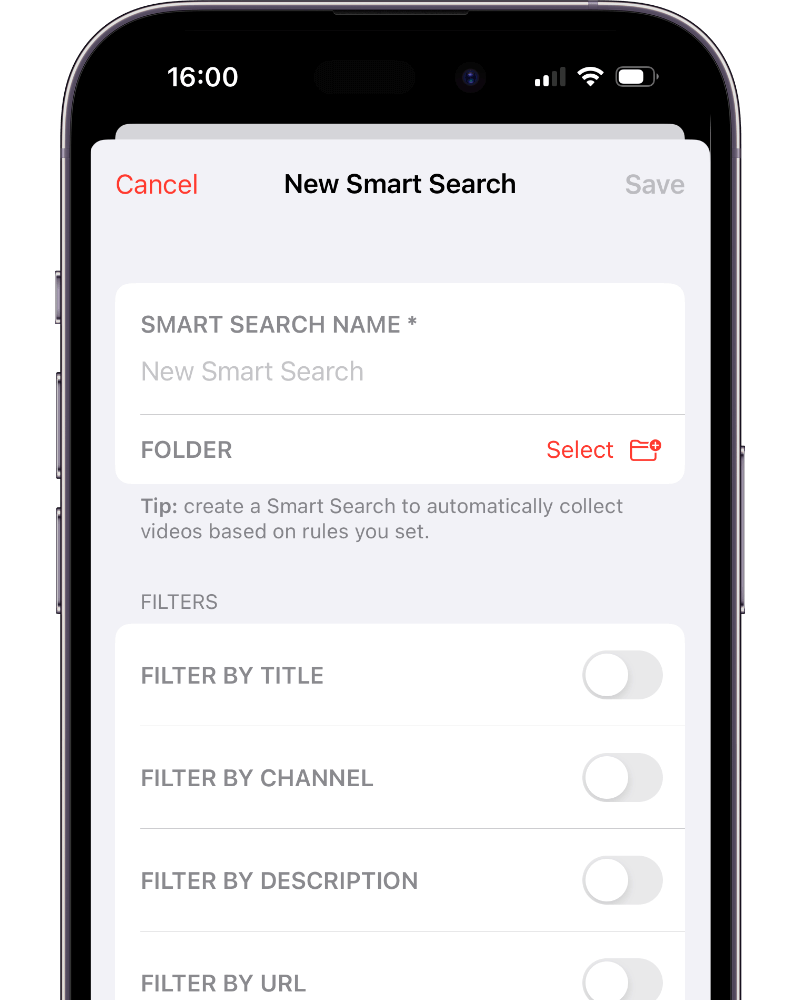 16:00
Cancel New Smart Search Save
SMART SEARCH NAME *
New Smart Search
FOLDER Select
Tip: create a Smart Search to automatically collect
videos based on rules you set.
FILTERS
FILTER BY TITLE
FILTER BY CHANNEL
FILTER BY DESCRIPTION
FILTER BY URL